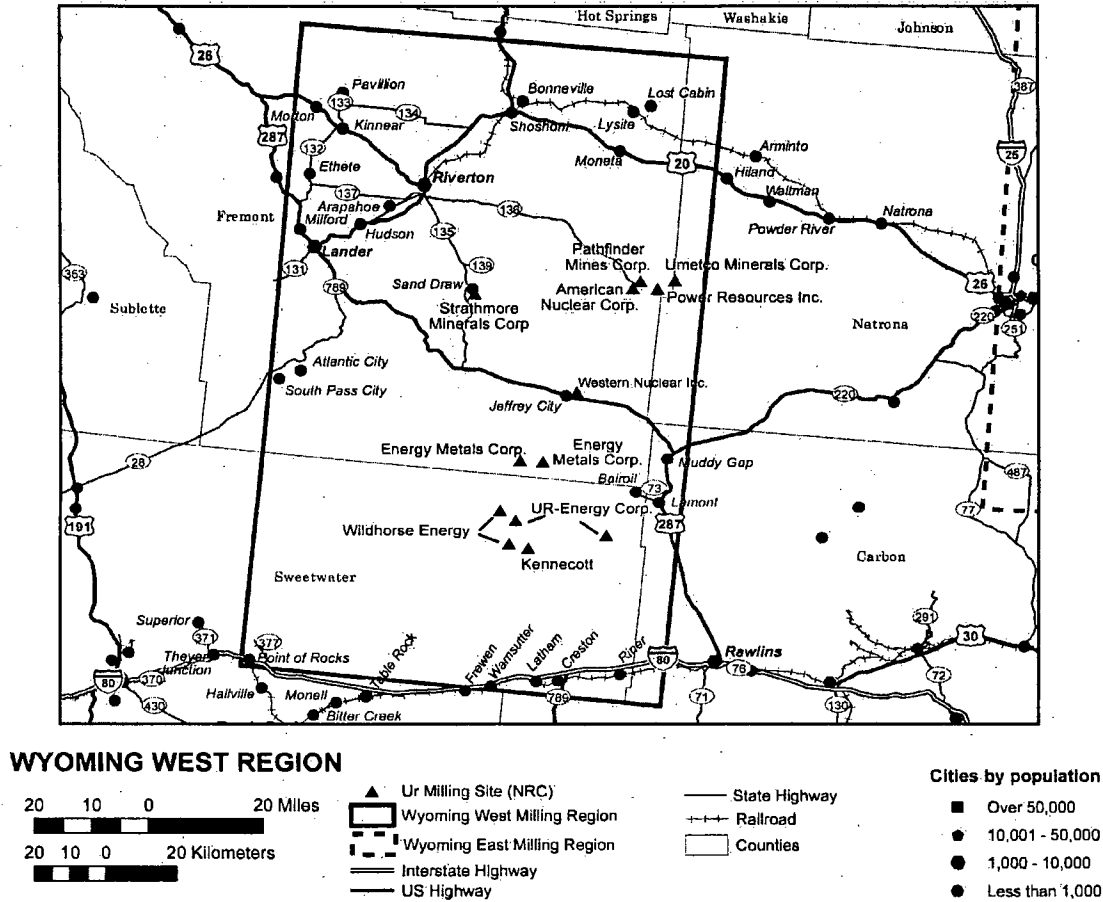 Hot Springs
Washakie
Johnson
26
387
Pavillion
133
134
Bonneville
Lost Cabin
Morton
Kinnear
Shoshoni
Lysite
287
132
Moneta
20
Arminto
25
Ethete
Riverton
Hiland
137
Waltman
Arapahoe
136
Natrona
Fremont
Milford
Hudson
135
Powder River
Lander
Pathfinder
Mines Corp.
Umetco Minerals Corp.
131
139
363
789
Sand Draw
American
Nuclear Corp.
Power Resources Inc.
26
Sublette
Strathmore
Minerals Corp
Natrona
220
251
Atlantic City
South Pass City
Western Nuclear Inc.
Jeffrey City
220
Energy Metals Corp.
Energy
Metals Corp.
Muddy Gap
28
487
Bairoil
73
Lamont
77
191
UR-Energy Corp.
287
Wildhorse Energy
Carbon
Kennecott
Sweetwater
Superior
371
377
291
30
Thayer
Junction
Point of Rocks
Table Rock
Frewen
Wamsutter
Latham
Creston
Riner
80
Rawlins
76
80
370
Hallville
Monell
72
430
Bitter Creek
789
71
130
WYOMING WEST REGION
20 10 0 20 Miles
20 10 0 20 Kilometers
Ur Milling Site (NRC)
Wyoming West Milling Region
Wyoming East Milling Region
Interstate Highway
US Highway
State Highway
Railroad
Counties
Cities by population
Over 50,000
10,001 - 50,000
1,000 - 10,000
Less than 1,000